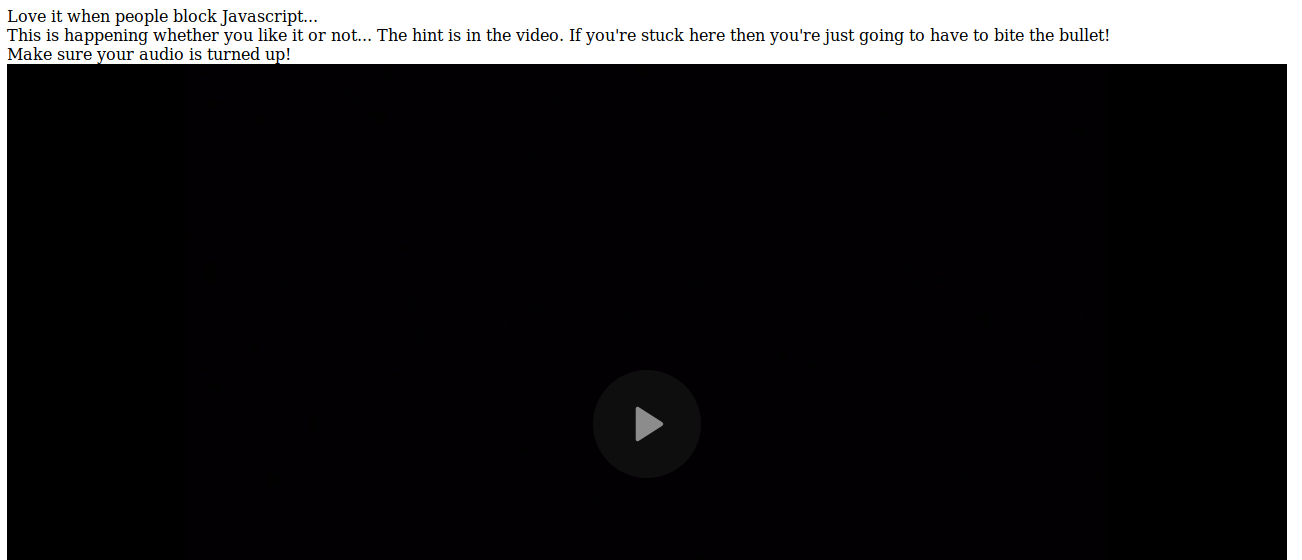 Love it when people block Javascript...
This is happening whether you like it or not... The hint is in the video. If you're stuck here then you're just going to have to bite the bullet!
Make sure your audio is turned up!